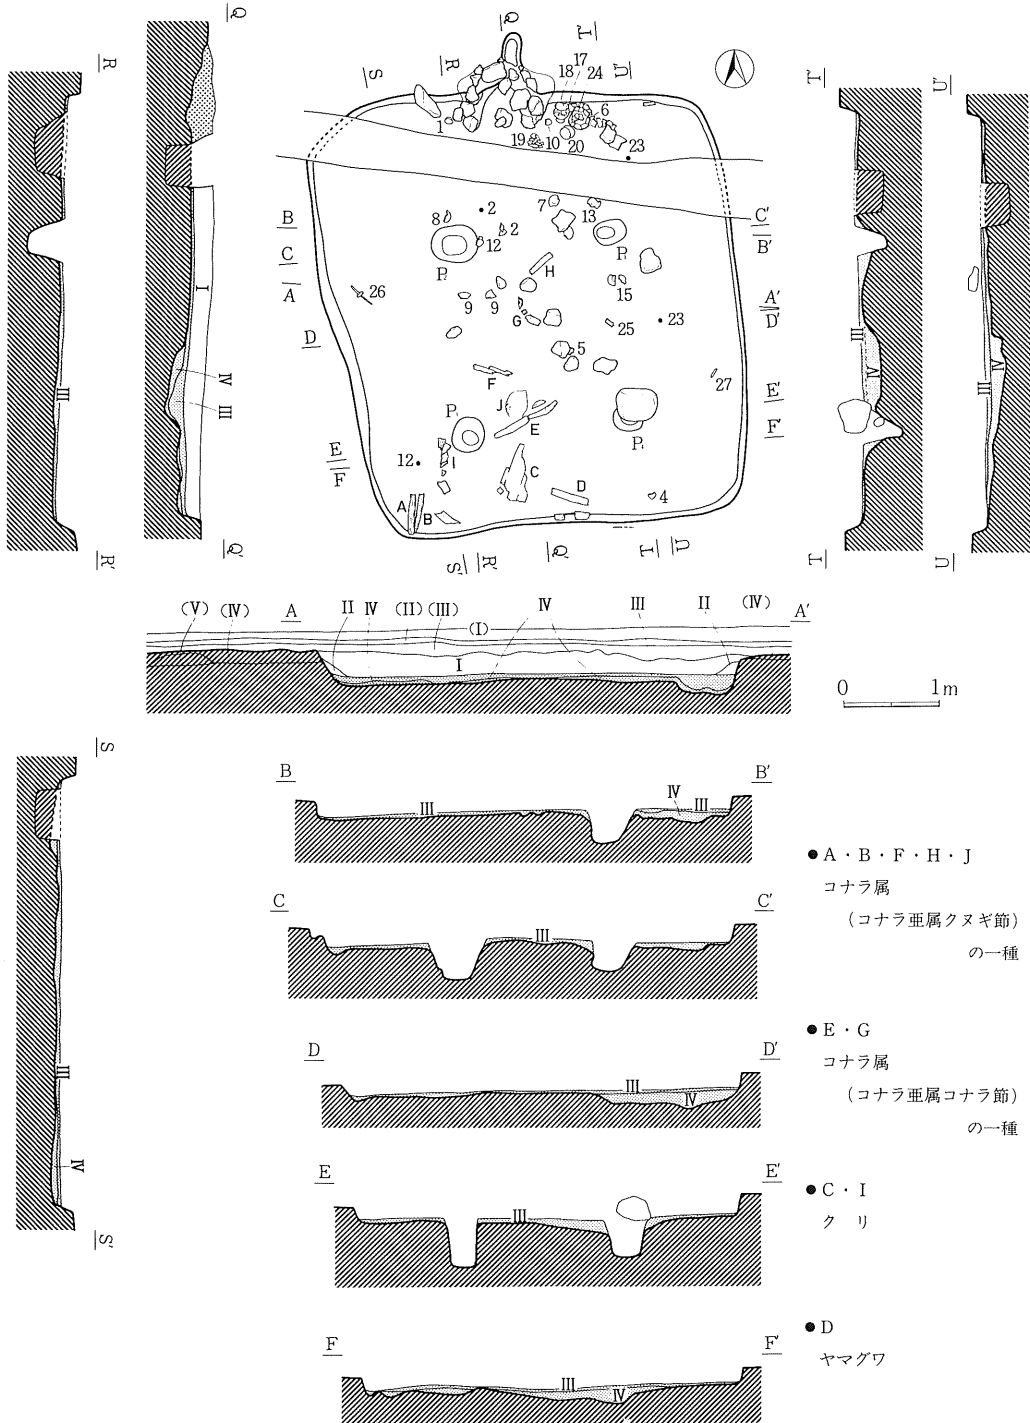 Q
T
R
U
S
17
18 24
6
1
19 10 20 23
7 13
2
8 2
12
P.
P.
H
26
9 9
15
G
25 23
5
F
27
J
P.
E
P.
12
I
C
A B
D
4
B
C
A
D
E
F
C′
B′
A′
D′
E′
F′
S′ R′ Q′ T U
R
III
R′
Q
I
IV
III
Q′
T
III
IV
T
U
IV
III
U
(V) (IV) A II IV (II) (III) (I) IV III II (IV) A′
I
0 1m
S
III
IV
S′
B B′
III IV III
C C′
III
D D′
III
IV
E E′
III
F F′
III
IV
●A・B・F・H・J
コナラ属
(コナラ亜属クヌギ節)
の一種
●E・G
コナラ属
(コナラ亜属コナラ節)
の一種
●C・I
クリ
●D
ヤマグワ